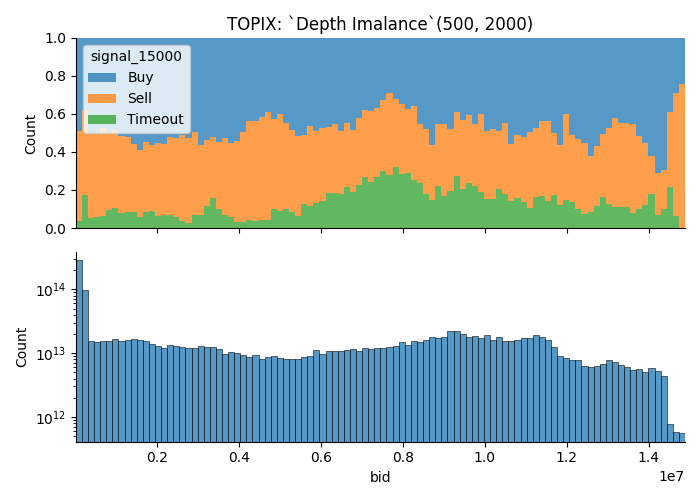 TOPIX: `Depth Imalance`(500, 2000)
Count
1.0
0.8
0.6
0.4
0.2
0.0
signal_15000
Buy
Sell
Timeout
Count
10^14
10^13
10^12
0.2
0.4
0.6
0.8
1.0
1.2
1.4
1e7
bid